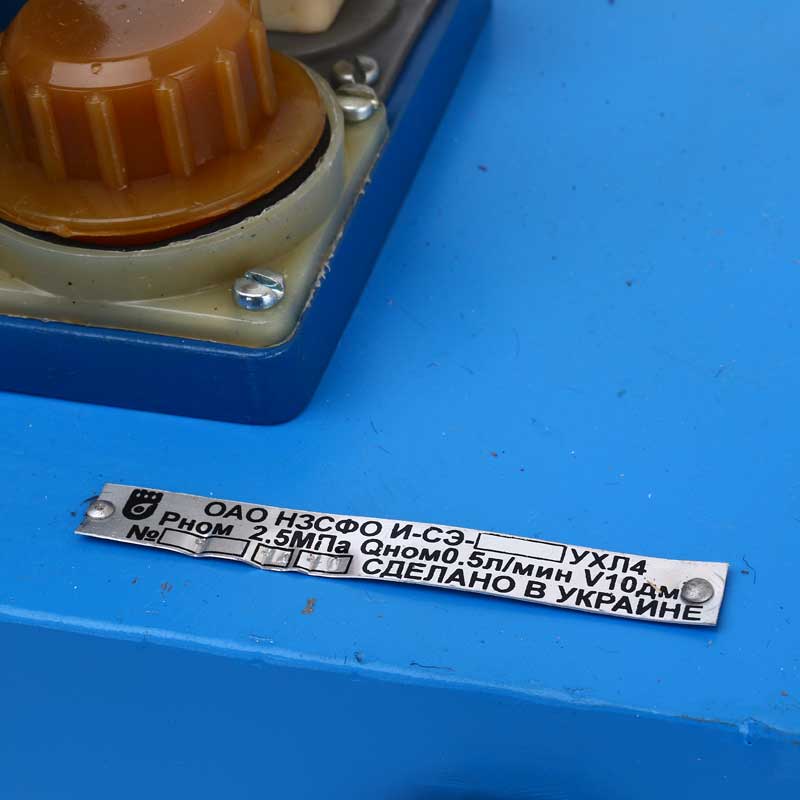 ОАО НЗСФО И-СЭ- УХЛ4
Рном 2.5МПа Qном0.5л/мин V10дм
№ СДЕЛАНО В УКРАИНЕ